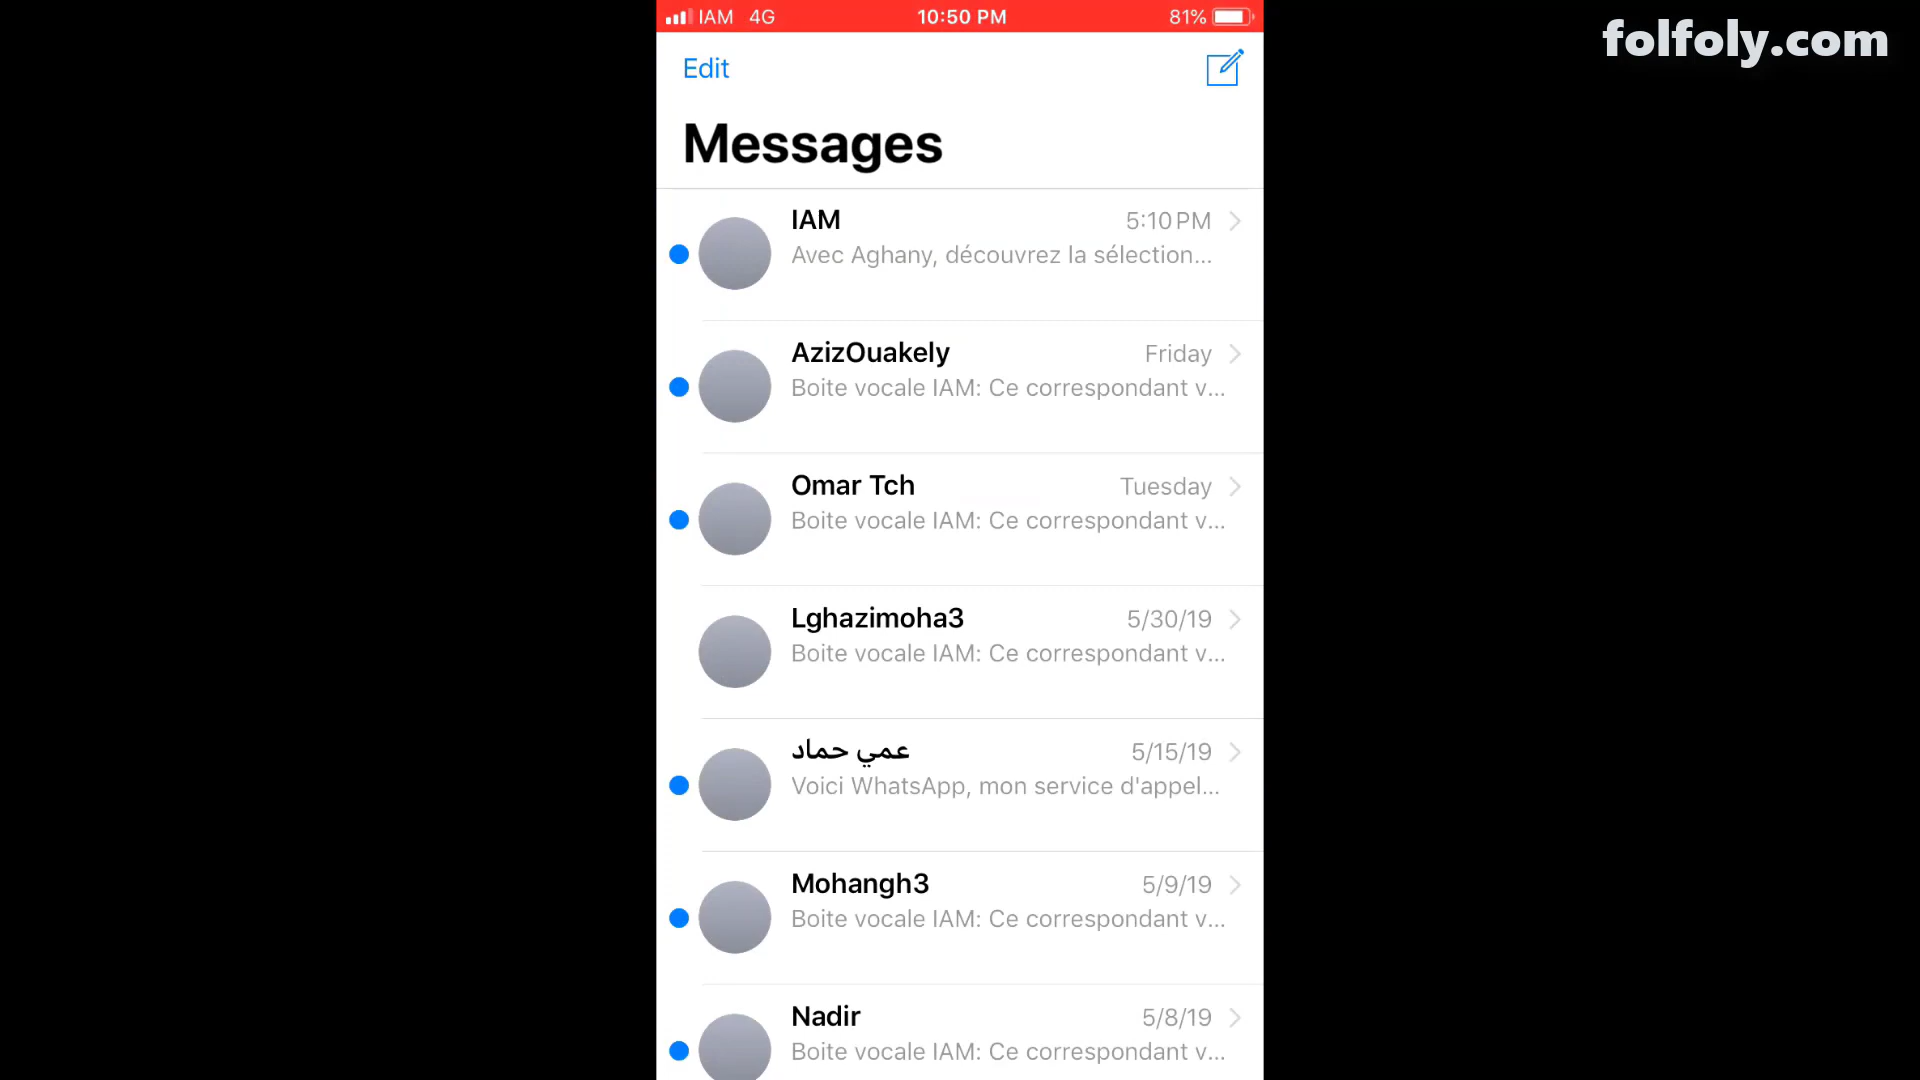 IAM 4G 10:50 PM 81%
folfoly.com
Edit
Messages
IAM 5:10 PM
Avec Aghany, découvrez la sélection...
AzizOuakely Friday
Boite vocale IAM: Ce correspondant v...
Omar Tch Tuesday
Boite vocale IAM: Ce correspondant v...
Lghazimoha3 5/30/19
Boite vocale IAM: Ce correspondant v...
عمي حماد 5/15/19
Voici WhatsApp, mon service d'appel...
Mohangh3 5/9/19
Boite vocale IAM: Ce correspondant v...
Nadir 5/8/19
Boite vocale IAM: Ce correspondant v...